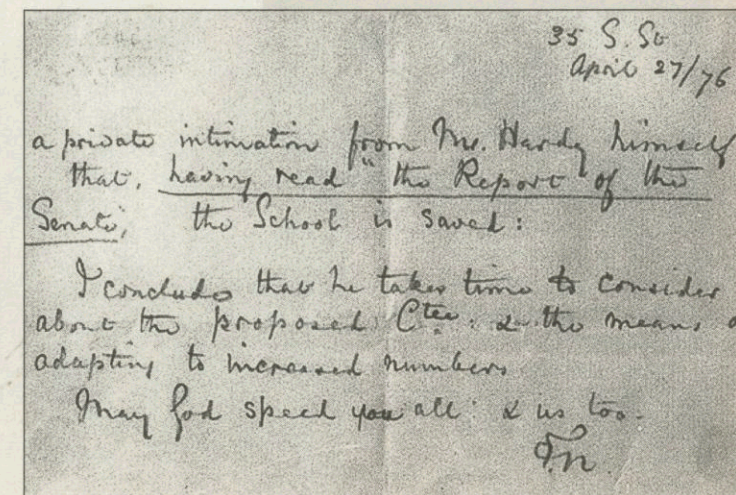 35 S. St
April 27/76
a private intimation from Mr. Hardy himself
that, having read "the Report of the
Senate", the School is saved:
I conclude that he takes time to consider
about the proposed Ctee: & the means
adapting to increased numbers
May God speed you all: & us too.
F.N.